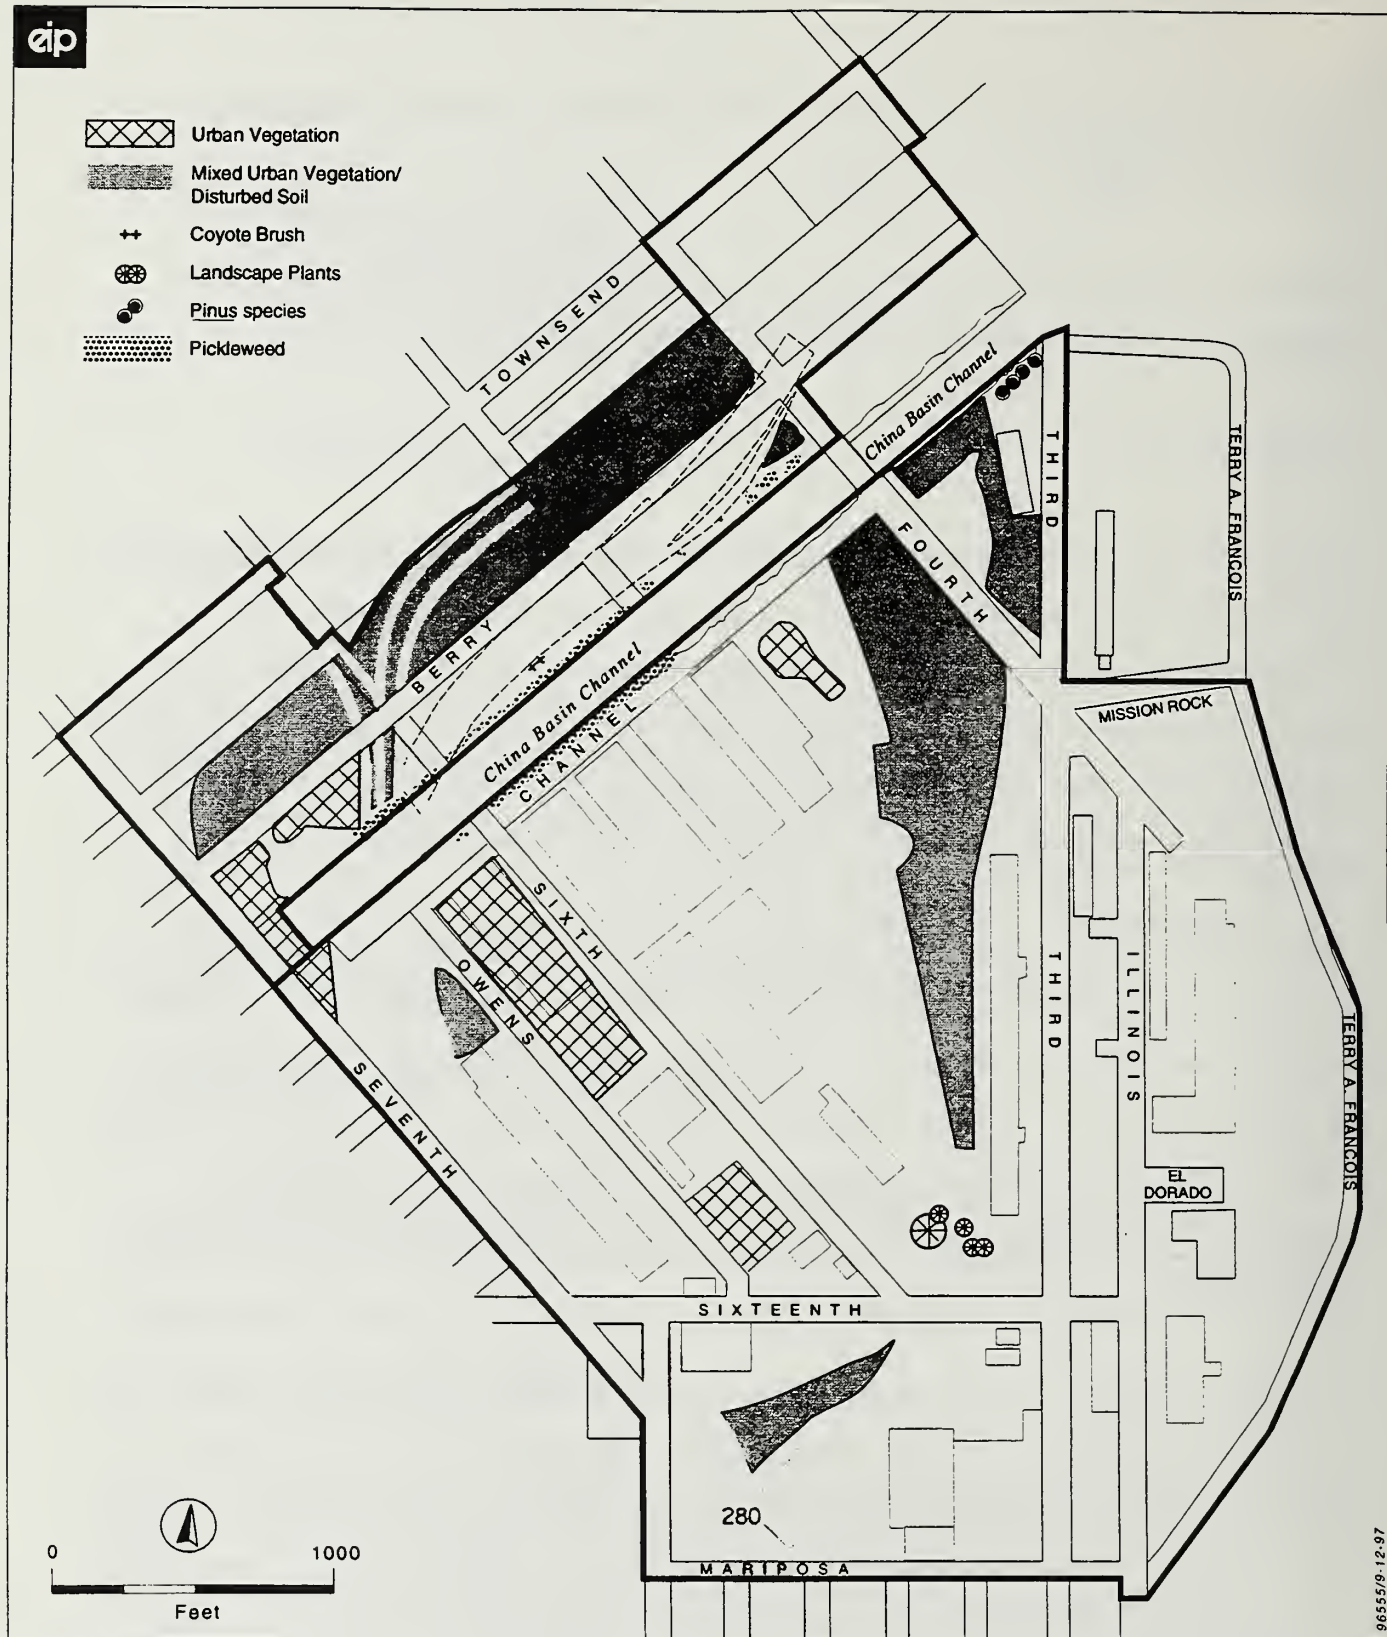 eip
Urban Vegetation
Mixed Urban Vegetation/
Disturbed Soil
Coyote Brush
Landscape Plants
Pinus species
Pickleweed
TOWNSEND
China Basin Channel
THIRD
TERRY A. FRANCOIS
FOURTH
BERRY
China Basin Channel
CHANNEL
MISSION ROCK
SIXTH
OWENS
THIRD
ILLINOIS
SEVENTH
TERRY A. FRANCOIS
EL
DORADO
SIXTEENTH
280
MARIPOSA
0 1000
Feet
96555/9-12-97